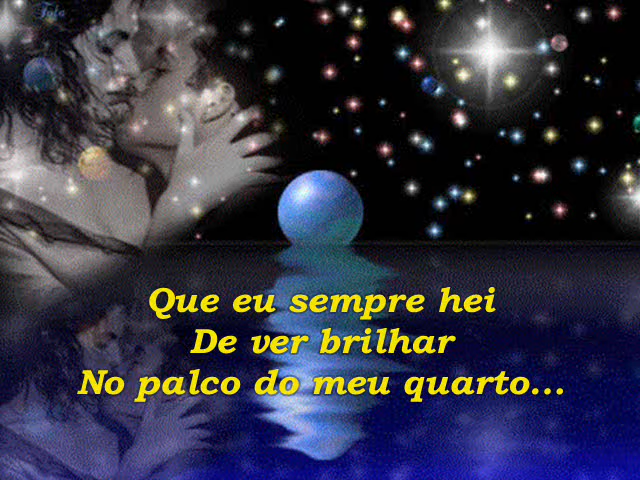 Que eu sempre hei
De ver brilhar
No palco do meu quarto...